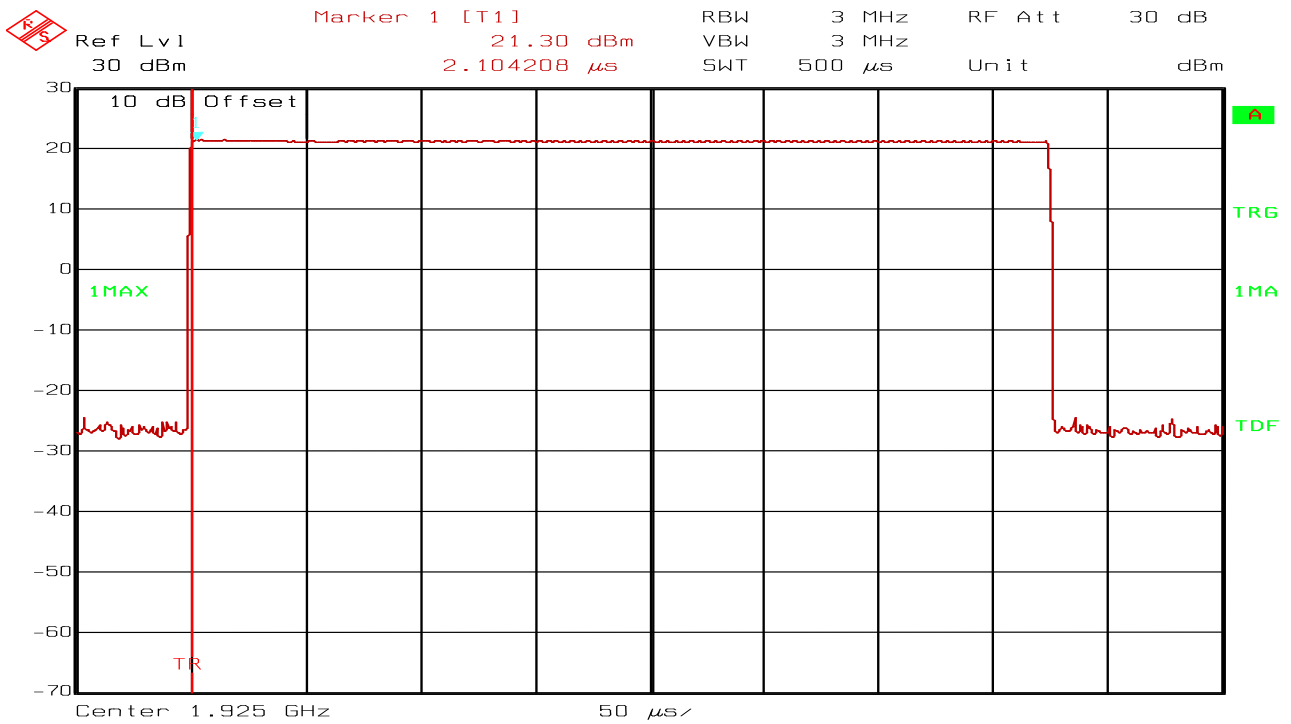 R S
Marker 1 [T1] RBW 3 MHz RF Att 30 dB
Ref Lvl 21.30 dBm VBW 3 MHz
30 dBm 2.104208 µs SWT 500 µs Unit dBm
30
10 dB Offset
A
1
20
10
TRG
0
1MAX
1MA
-10
-20
TDF
-30
-40
-50
-60
TR
-70
Center 1.925 GHz 50 µs/